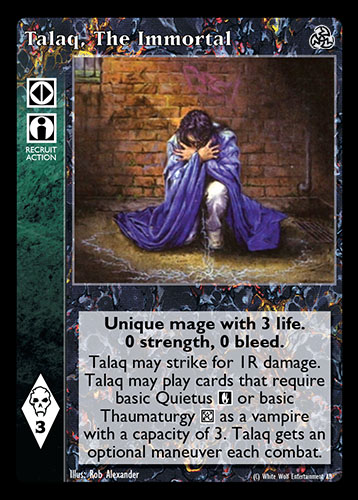 Talaq, The Immortal
RECRUIT
ACTION
Unique mage with 3 life.
0 strength, 0 bleed.
Talaq may strike for 1R damage.
Talaq may play cards that require
basic Quietus or basic
Thaumaturgy as a vampire
with a capacity of 3. Talaq gets an
optional maneuver each combat.
3
Illus: Rob Alexander
(C) White Wolf Entertainment AB